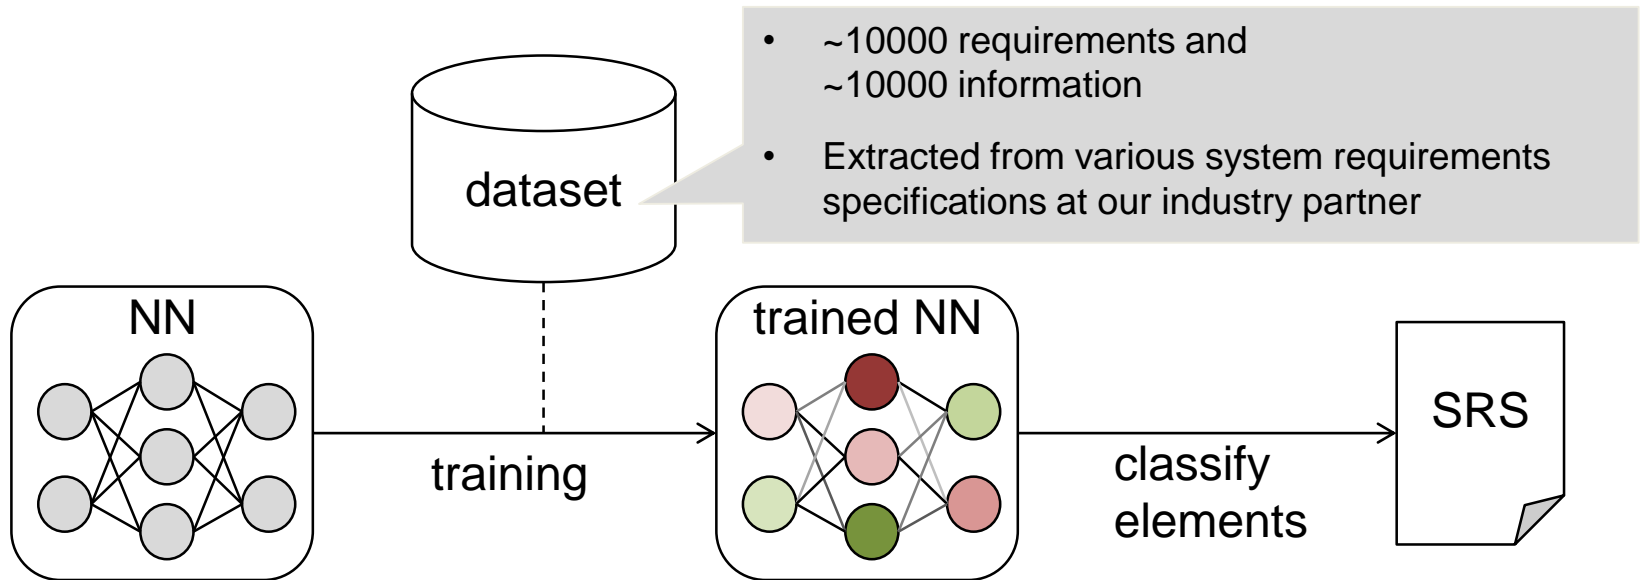 • ~10000 requirements and
~10000 information
• Extracted from various system requirements
specifications at our industry partner
dataset
NN
trained NN
SRS
training
classify
elements